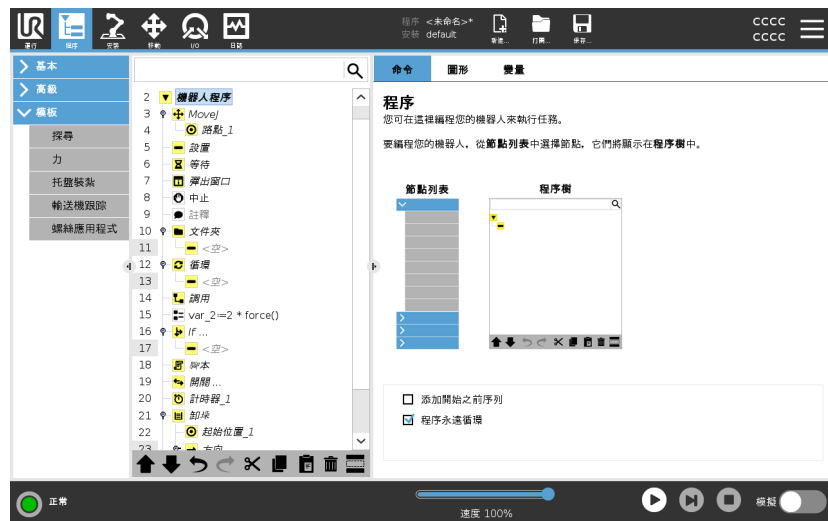 UR
運行
程序
安裝
移動
I/O
日誌
程序 <未命名>*
安裝 default
新建...
打開...
保存...
cccc
cccc
基本
高級
模板
探尋
力
托盤裝紮
輸送機跟踪
螺絲應用程式
2 機器人程序
3 MoveJ
4 路點_1
5 設置
6 等待
7 彈出窗口
8 中止
9 註釋
10 文件夾
11 <空>
12 循環
13 <空>
14 調用
15 var_2≔2 * force()
16 If ...
17 <空>
18 腳本
19 開關 ...
20 計時器_1
21 卸垛
22 起始位置_1
23 方向
命令 圖形 變量
程序
您可在這裡編程您的機器人來執行任務。
要編程您的機器人，從節點列表中選擇節點，它們將顯示在程序樹中。
節點列表
程序樹
添加開始之前序列
程序永遠循環
正常
速度 100%
模擬